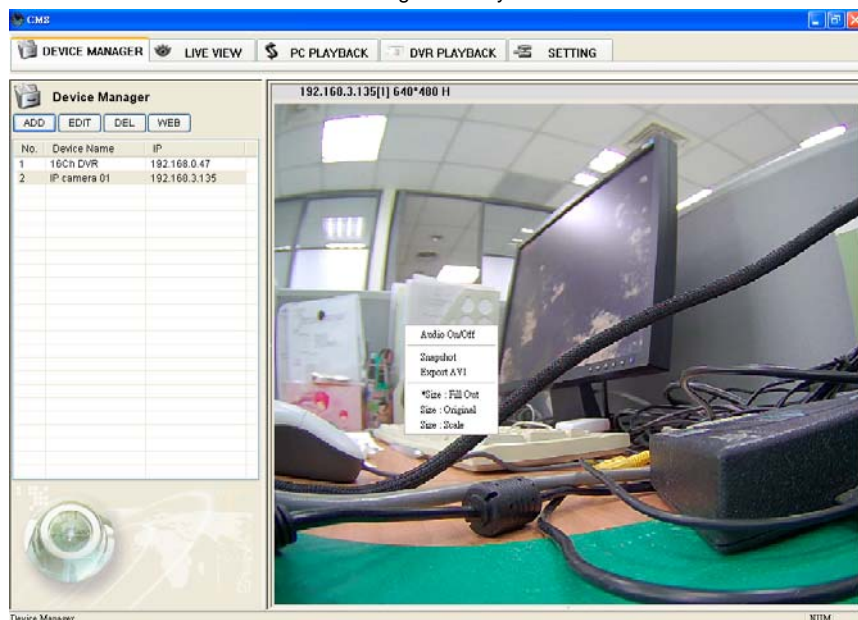 CMS
DEVICE MANAGER LIVE VIEW PC PLAYBACK DVR PLAYBACK SETTING
Device Manager
ADD EDIT DEL WEB
No. Device Name IP
1 16Ch DVR 192.168.0.47
2 IP camera 01 192.168.3.135
192.168.3.135[1] 640*480 H
Audio On/Off
Snapshot
Export AVI
*Size : Fill Out
Size : Original
Size : Scale
Device Manager NUM